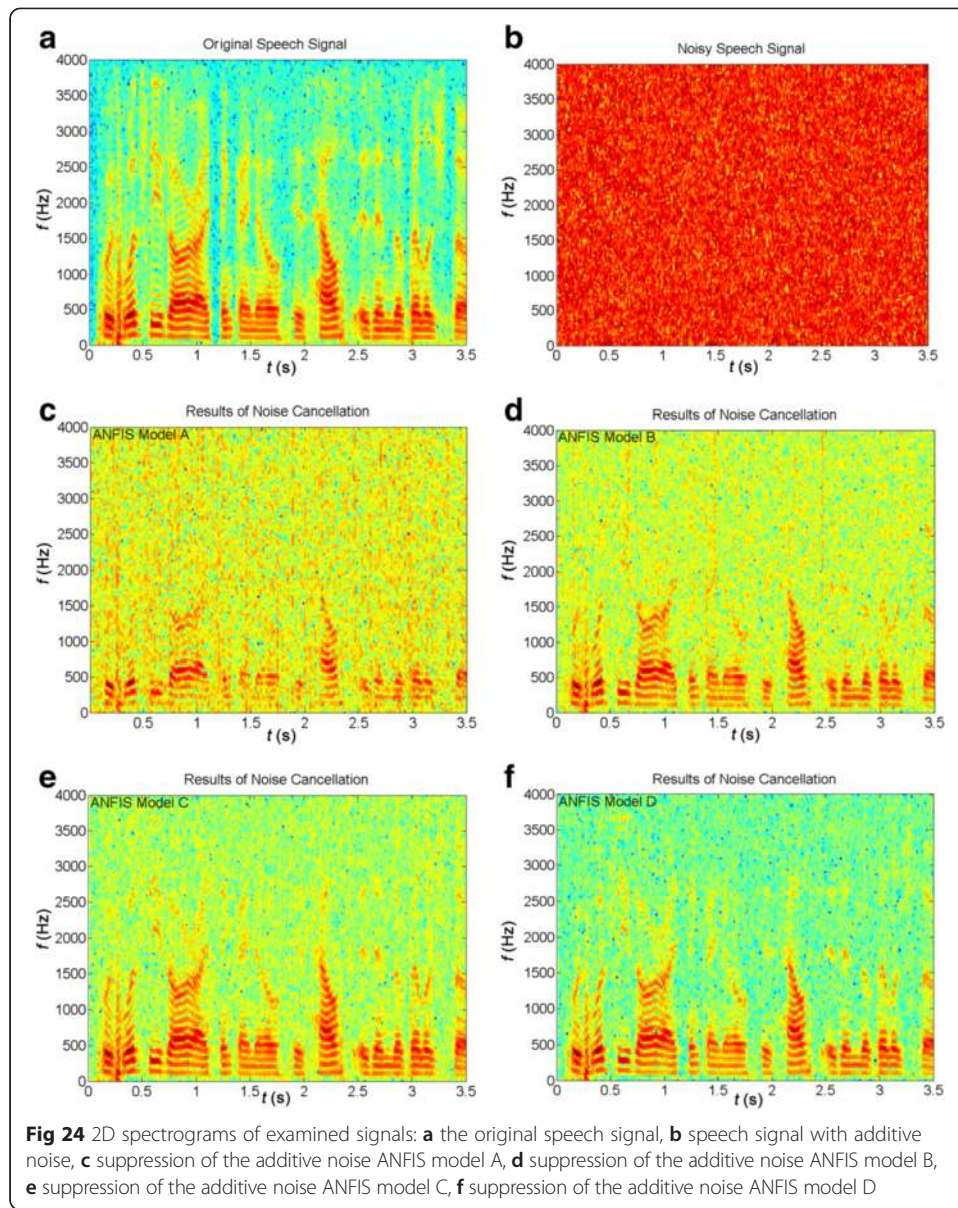 a
Original Speech Signal
4000
3500
3000
2500
2000
1500
1000
500
0
f (Hz)
0 0.5 1 1.5 2 2.5 3 3.5
t (s)
b
Noisy Speech Signal
4000
3500
3000
2500
2000
1500
1000
500
0
f (Hz)
0 0.5 1 1.5 2 2.5 3 3.5
t (s)
c
Results of Noise Cancellation
ANFIS Model A
4000
3500
3000
2500
2000
1500
1000
500
0
f (Hz)
0.5 1 1.5 2 2.5 3 3.5
t (s)
d
Results of Noise Cancellation
ANFIS Model B
4000
3500
3000
2500
2000
1500
1000
500
0
f (Hz)
0.5 1 1.5 2 2.5 3 3.5
t (s)
e
Results of Noise Cancellation
ANFIS Model C
4000
3500
3000
2500
2000
1500
1000
500
0
f (Hz)
0 0.5 1 1.5 2 2.5 3 3.5
t (s)
f
Results of Noise Cancellation
ANFIS Model D
4000
3500
3000
2500
2000
1500
1000
500
0
f (Hz)
0 0.5 1 1.5 2 2.5 3 3.5
t (s)
Fig 24 2D spectrograms of examined signals: a the original speech signal, b speech signal with additive
noise, c suppression of the additive noise ANFIS model A, d suppression of the additive noise ANFIS model B,
e suppression of the additive noise ANFIS model C, f suppression of the additive noise ANFIS model D